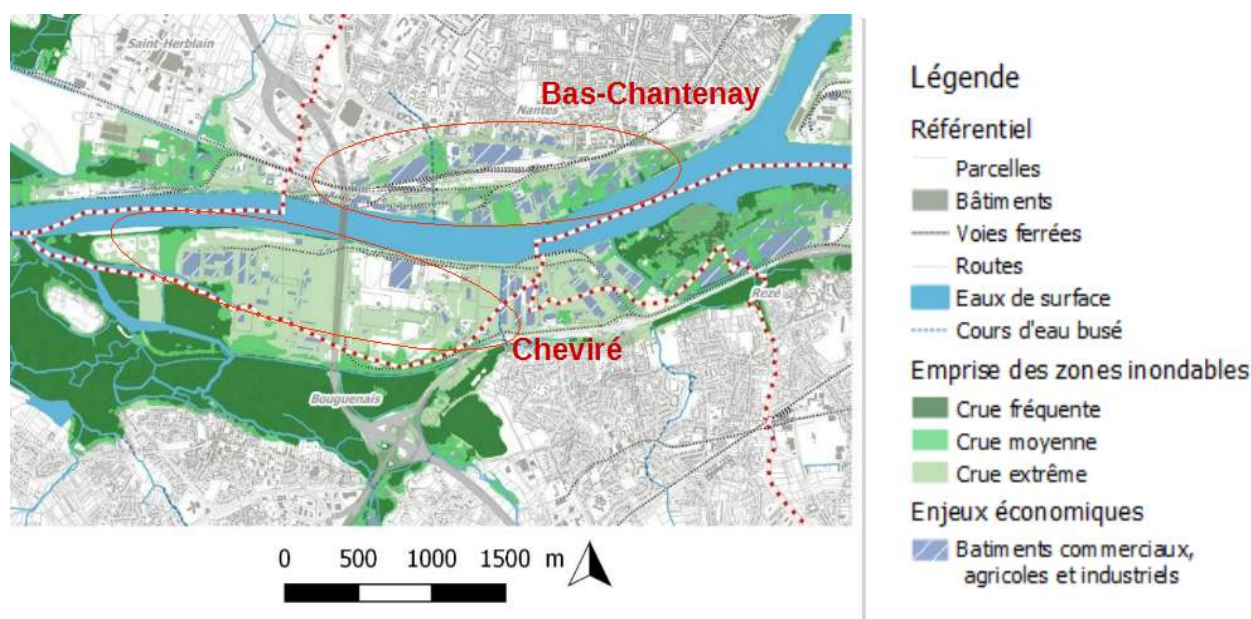 Saint-Herblain
Bas-Chantenay
Nantes
Rezé
Cheviré
Bouguenais
0 500 1000 1500 m
Légende
Référentiel
Parcelles
Bâtiments
Voies ferrées
Routes
Eaux de surface
Cours d'eau busé
Emprise des zones inondables
Crue fréquente
Crue moyenne
Crue extrême
Enjeux économiques
Batiments commerciaux,
agricoles et industriels